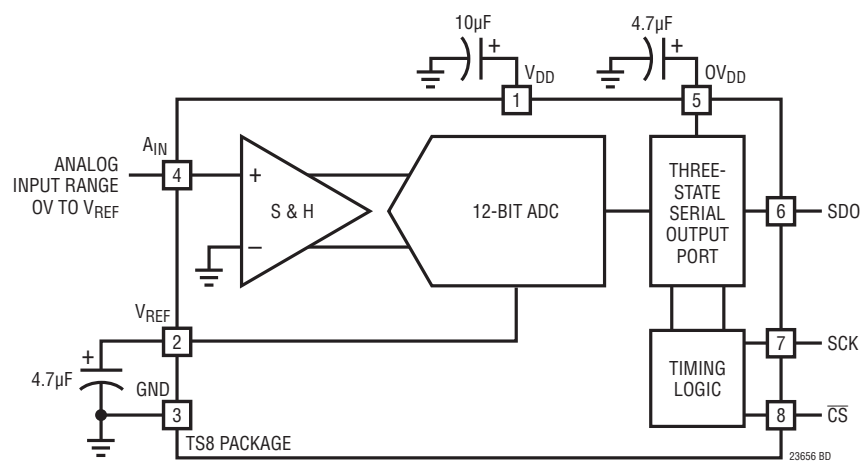 10µF
4.7µF
VDD
OVDD
1
5
AIN
ANALOG
INPUT RANGE
0V TO VREF
4
+
S & H
–
12-BIT ADC
THREE-
STATE
SERIAL
OUTPUT
PORT
6
SDO
VREF
2
+
4.7µF
GND
3
TIMING
LOGIC
7
SCK
8
C̅S̅
TS8 PACKAGE
23656 BD
+
+